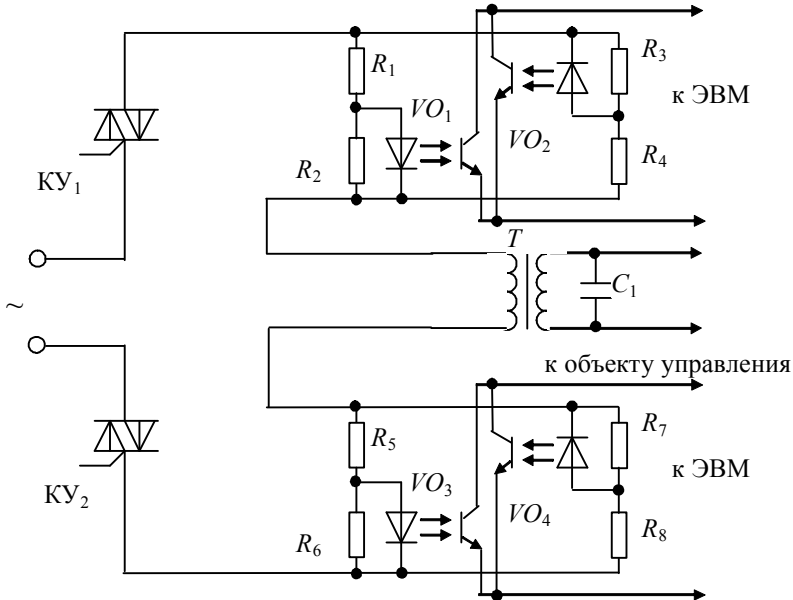 R1
R3
VO1
к ЭВМ
VO2
R2
R4
КУ1
T
C1
~
к объекту управления
R5
R7
VO3
к ЭВМ
КУ2
VO4
R6
R8